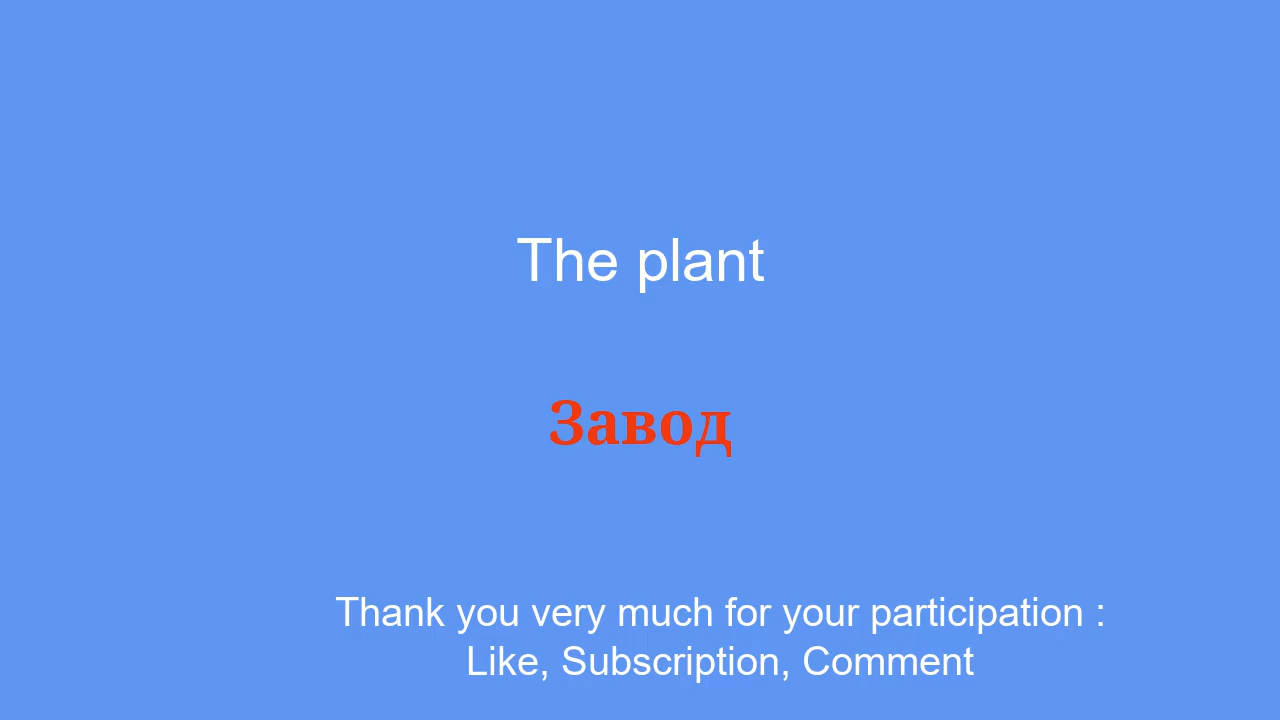 The plant
Завод
Thank you very much for your participation :
Like, Subscription, Comment